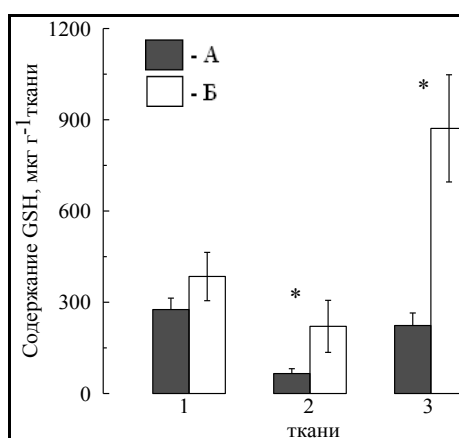 Содержание GSH, мкг г-1ткани
1200
900
600
300
0
- А
- Б
*
*
1 2 3
ткани